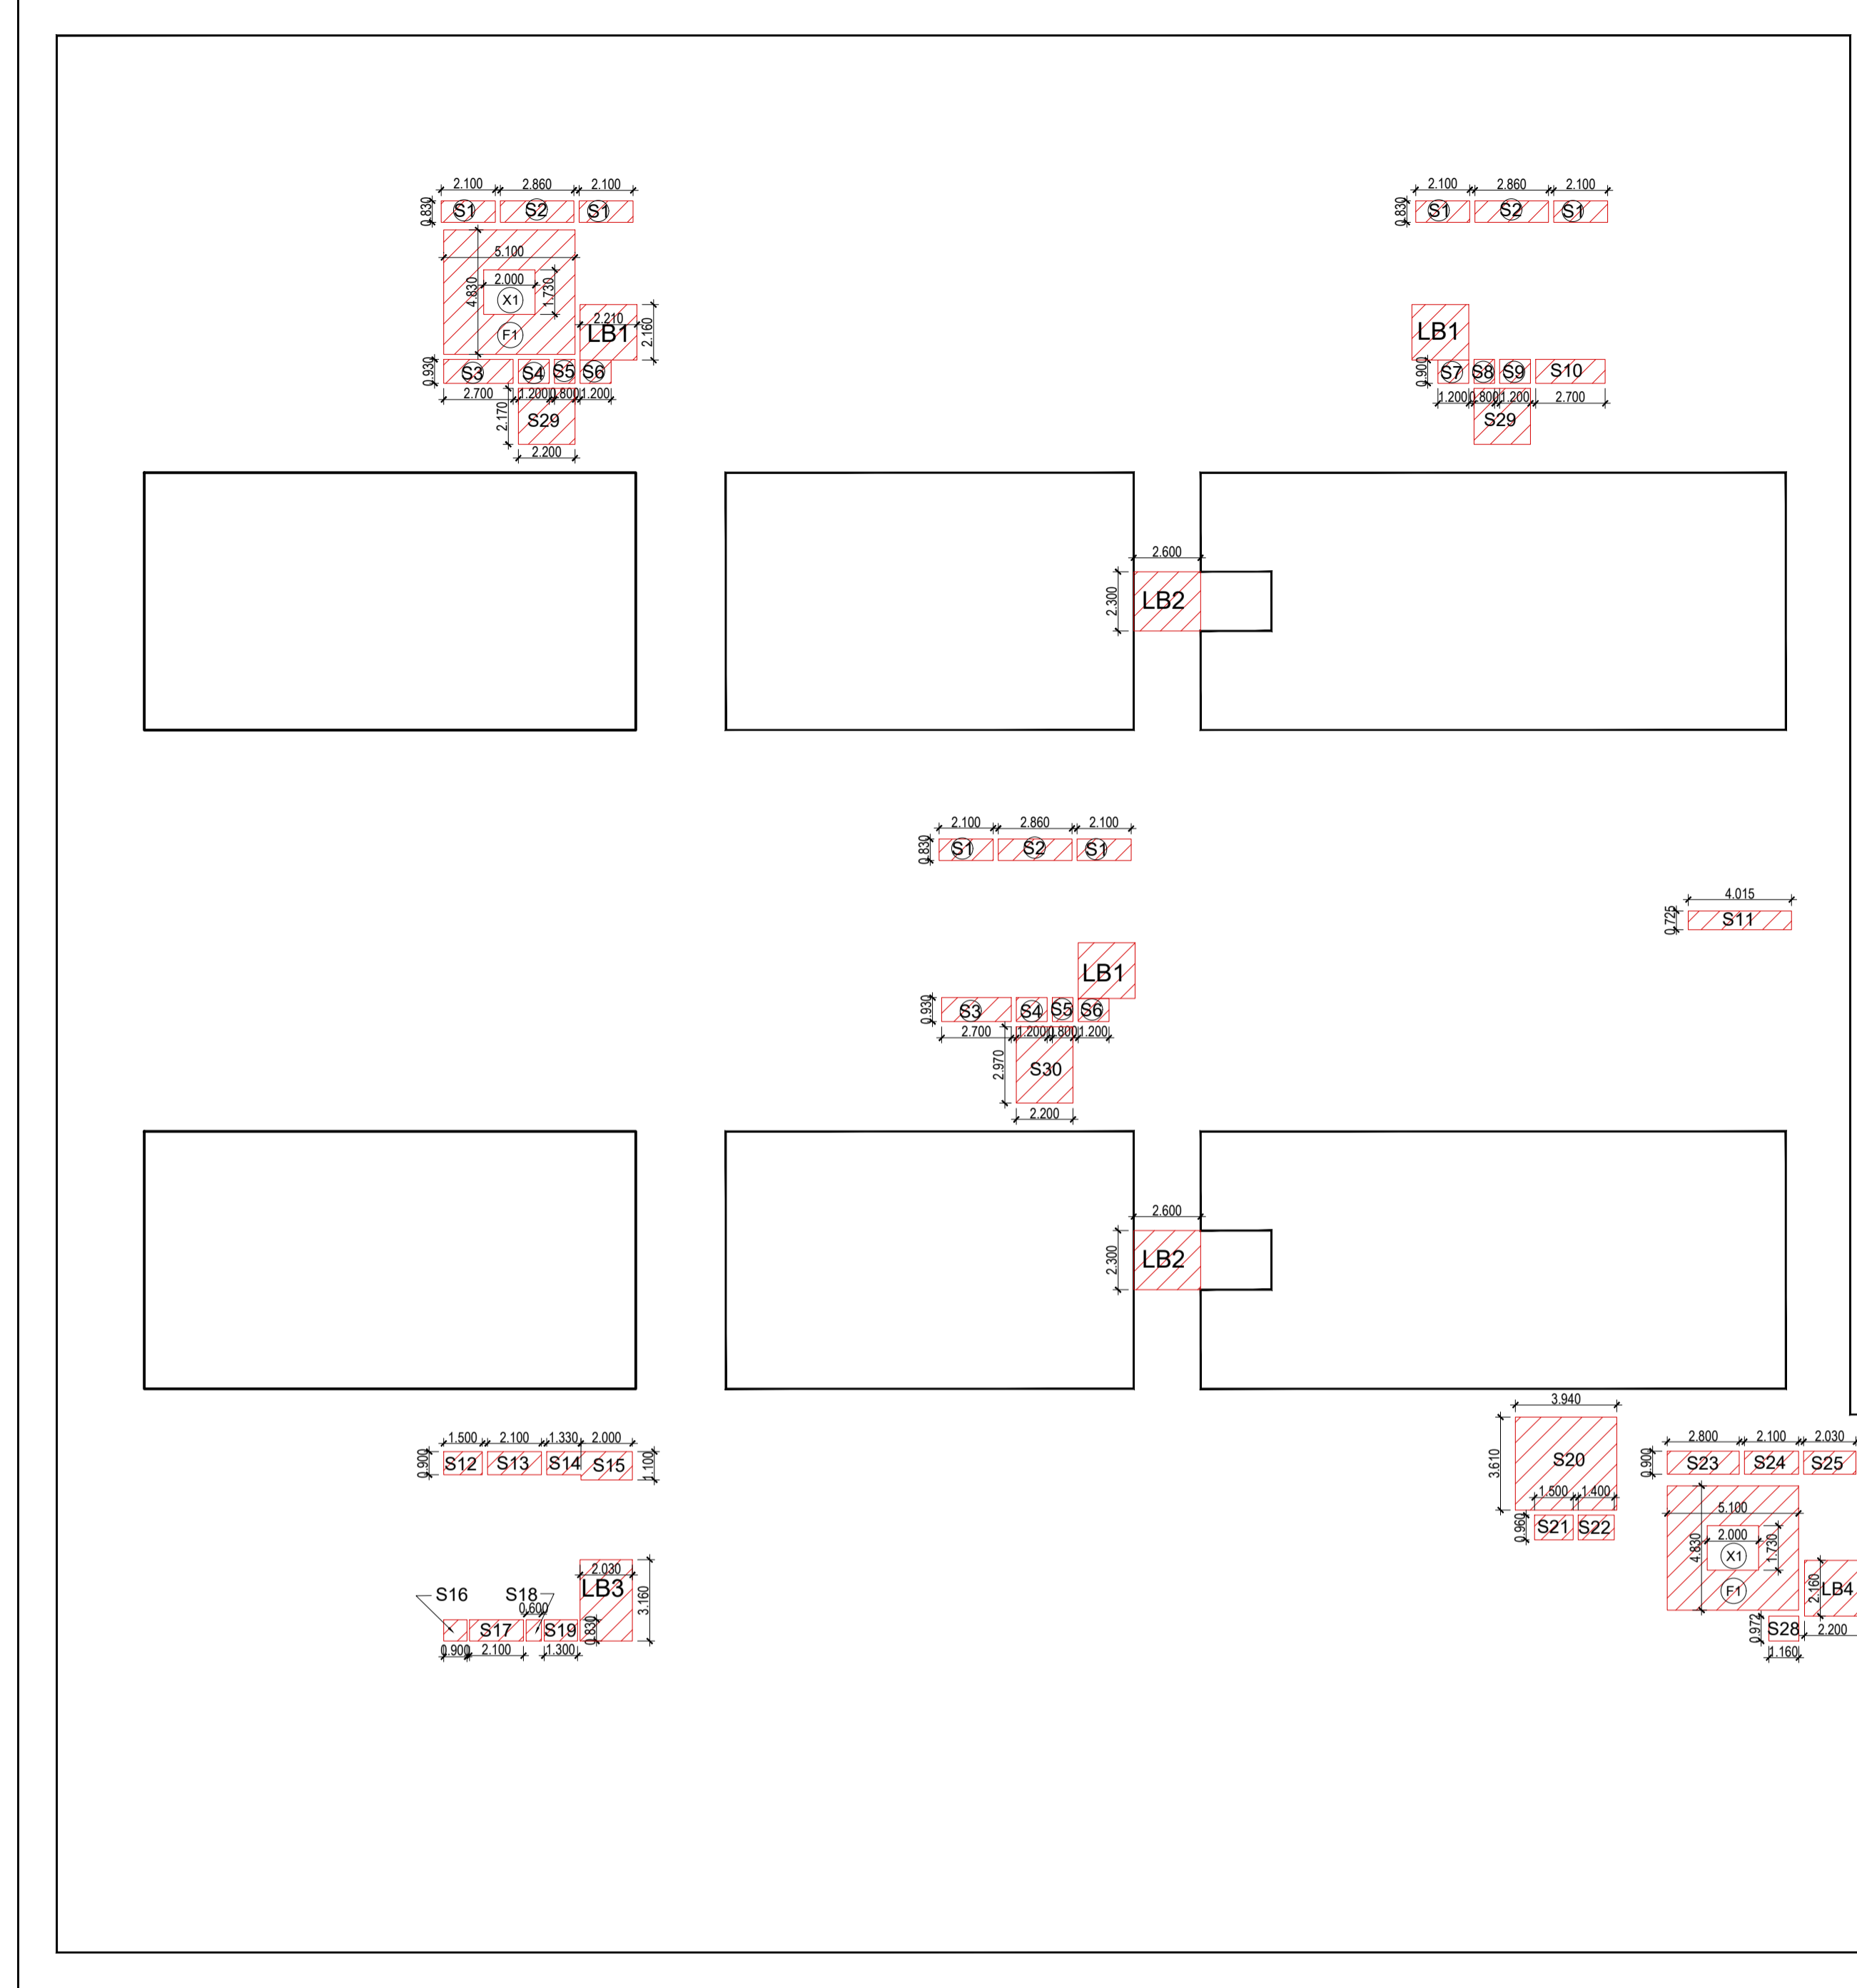 2.100 2.860 2.100
0.830 S1 S2 S1
5.100
4.830 2.000 1.730
X1
F1
2.210 2.160
LB1
0.930 S3 S4 S5 S6
2.700 1.200 0.800 1.200
2.170 S29
2.200
2.100 2.860 2.100
0.830 S1 S2 S1
LB1
0.900 S7 S8 S9 S10
1.200 0.800 1.200 2.700
S29
2.600
2.300 LB2
2.100 2.860 2.100
0.830 S1 S2 S1
4.015
0.725 S11
LB1
0.930 S3 S4 S5 S6
2.700 1.200 0.800 1.200
2.970 S30
2.200
2.600
2.300 LB2
1.500 2.100 1.330 2.000
0.900 S12 S13 S14 S15 1.100
3.940
3.610 S20
1.500 1.400
0.960 S21 S22
2.800 2.100 2.030
0.900 S23 S24 S25
5.100
4.830 2.000 1.730
X1
F1
2.160 LB4
0.972 S28 2.200
1.160
2.030
S16 S18 LB3 3.160
0.600
S17 S19 0.830
0.900 2.100 1.300